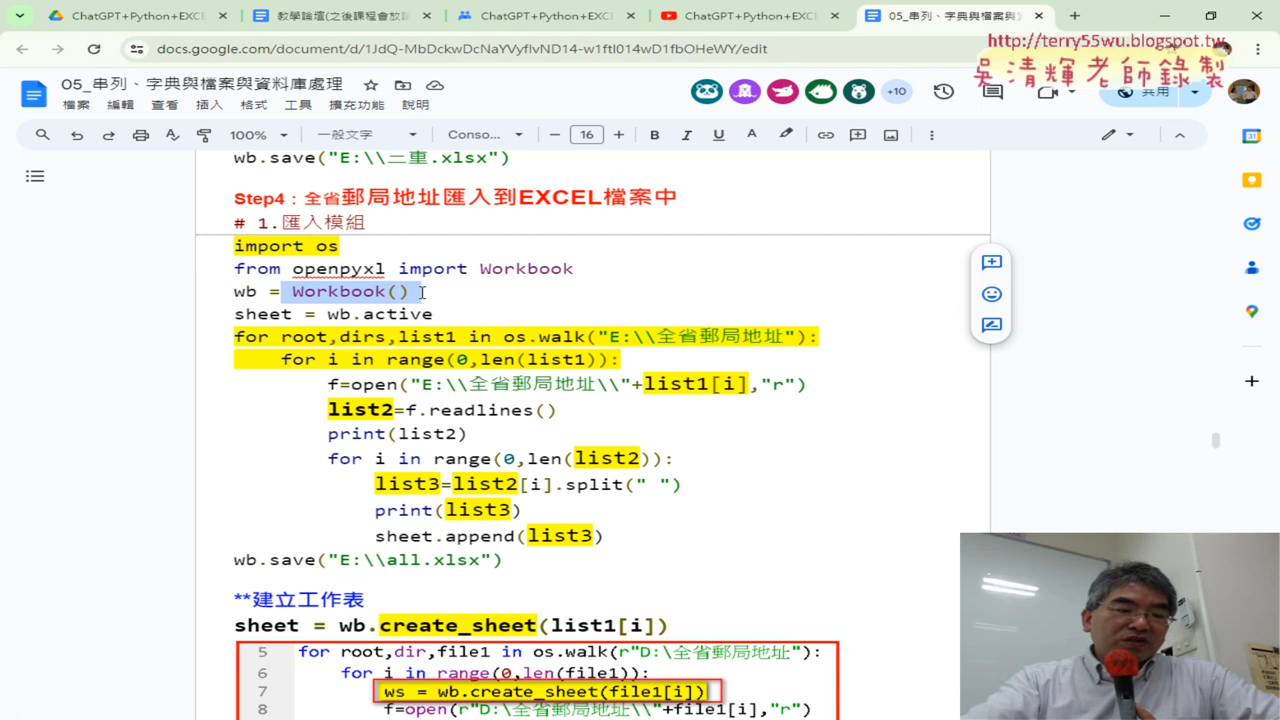 ChatGPT+Python+EXCE
教學論壇(之後課程會放
ChatGPT+Python+EXCE
ChatGPT+Python+EXC
05_串列、字典與檔案與
docs.google.com/document/d/1JdQ-MbDckwDcNaYVyfIvND14-w1ftI014wD1fbOHeWY/edit
http://terry55wu.blogspot.tw
吳清輝老師錄製
05_串列、字典與檔案與資料庫處理
檔案 編輯 查看 插入 格式 工具 擴充功能 說明
+10
共用
100% 一般文字 Conso... 16 B I U A
wb.save("E:\\三重.xlsx")
Step4：全省郵局地址匯入到EXCEL檔案中
# 1.匯入模組
import os
from openpyxl import Workbook
wb = Workbook()
sheet = wb.active
for root,dirs,list1 in os.walk("E:\\全省郵局地址"):
for i in range(0,len(list1)):
f=open("E:\\全省郵局地址\\"+list1[i],"r")
list2=f.readlines()
print(list2)
for i in range(0,len(list2)):
list3=list2[i].split(" ")
print(list3)
sheet.append(list3)
wb.save("E:\\all.xlsx")
**建立工作表
sheet = wb.create_sheet(list1[i])
5 for root,dir,file1 in os.walk(r"D:\全省郵局地址"):
6 for i in range(0,len(file1)):
7 ws = wb.create_sheet(file1[i])
8 f=open(r"D:\全省郵局地址\\"+file1[i],"r")
31